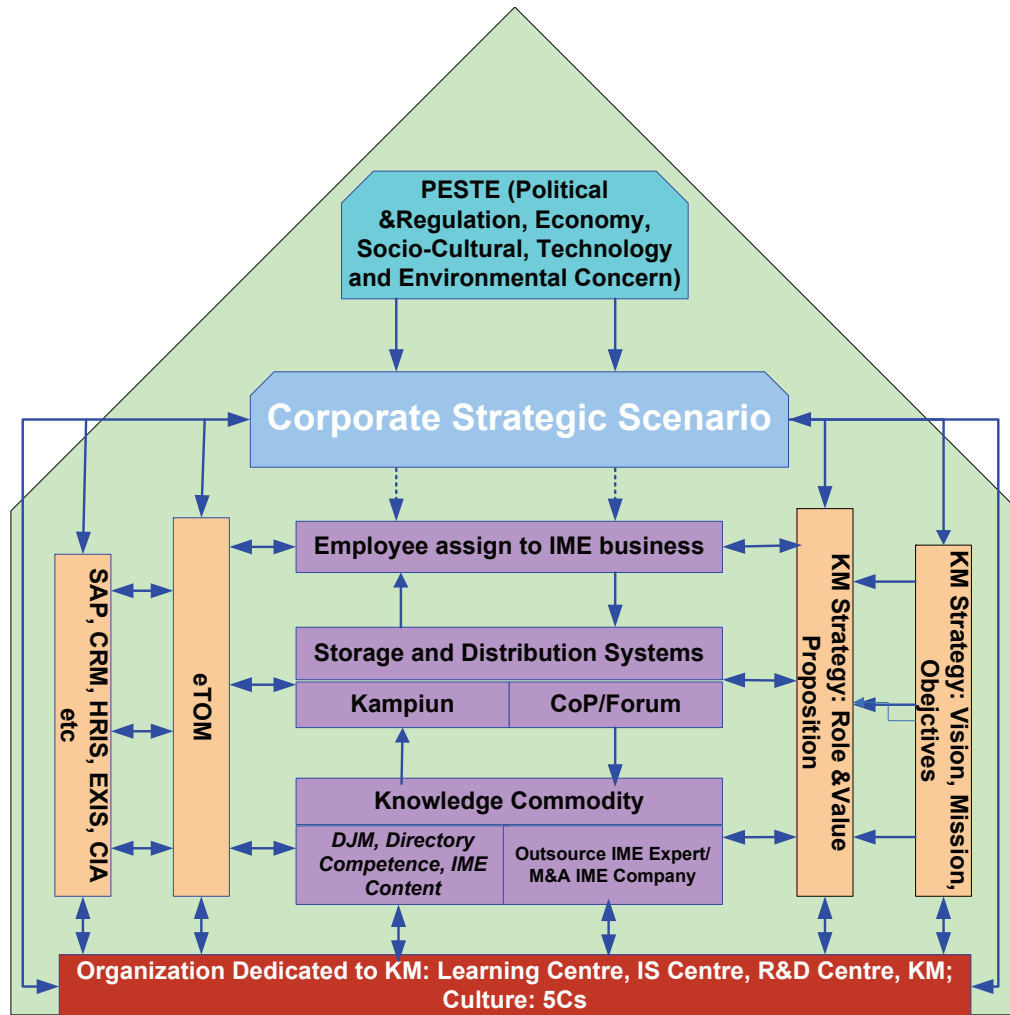 PESTE (Political
&Regulation, Economy,
Socio-Cultural, Technology
and Environmental Concern)
Corporate Strategic Scenario
Employee assign to IME business
Storage and Distribution Systems
Kampiun
CoP/Forum
Knowledge Commodity
DJM, Directory
Competence, IME
Content
Outsource IME Expert/
M&A IME Company
SAP, CRM, HRIS, EXIS, CIA
etc
eTOM
KM Strategy: Role &Value
Proposition
KM Strategy: Vision, Mission,
Obejctives
Organization Dedicated to KM: Learning Centre, IS Centre, R&D Centre, KM;
Culture: 5Cs